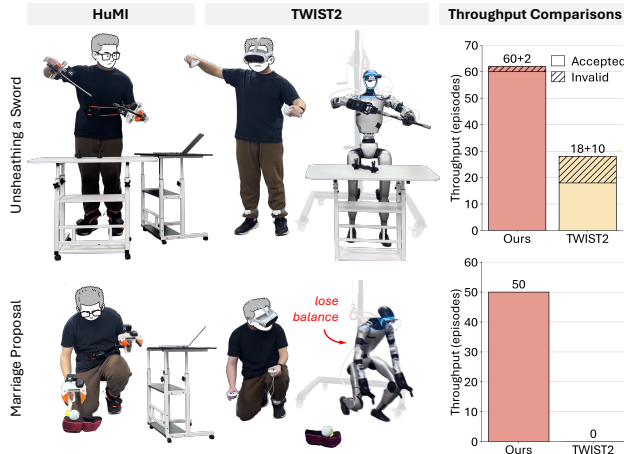 HuMI
TWIST2
Throughput Comparisons
Unsheathing a Sword
Throughput (episodes)
70
60
50
40
30
20
10
0
60+2
18+10
Accepted
Invalid
Ours
TWIST2
Marriage Proposal
lose
balance
Throughput (episodes)
60
50
40
30
20
10
0
50
0
Ours
TWIST2